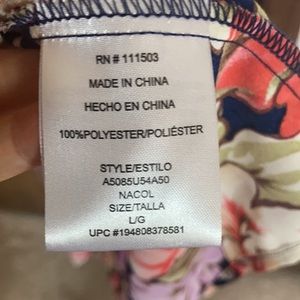 RN # 111503
MADE IN CHINA
HECHO EN CHINA
100%POLYESTER/POLIÉSTER
STYLE/ESTILO
A5085U54A50
NACOL
SIZE/TALLA
L/G
UPC #194808378581